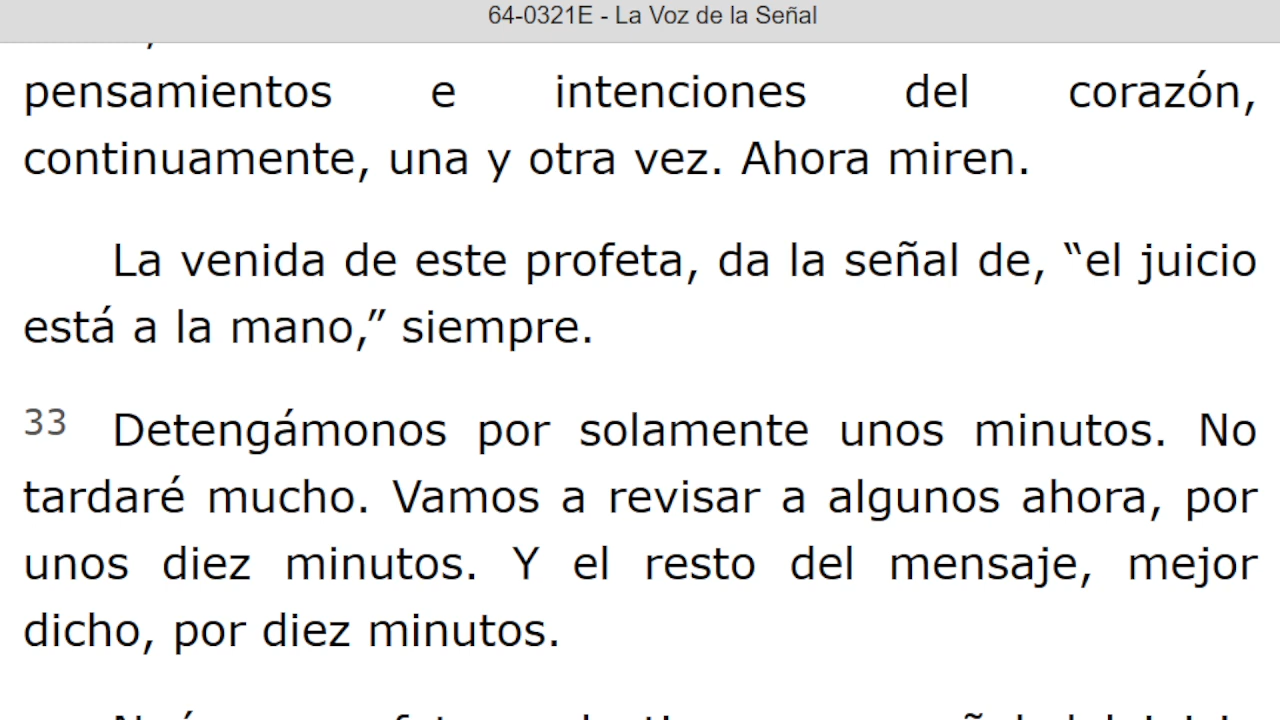 64-0321E - La Voz de la Señal
pensamientos e intenciones del corazón,
continuamente, una y otra vez. Ahora miren.
La venida de este profeta, da la señal de, “el juicio
está a la mano,” siempre.
33 Detengámonos por solamente unos minutos. No
tardaré mucho. Vamos a revisar a algunos ahora, por
unos diez minutos. Y el resto del mensaje, mejor
dicho, por diez minutos.